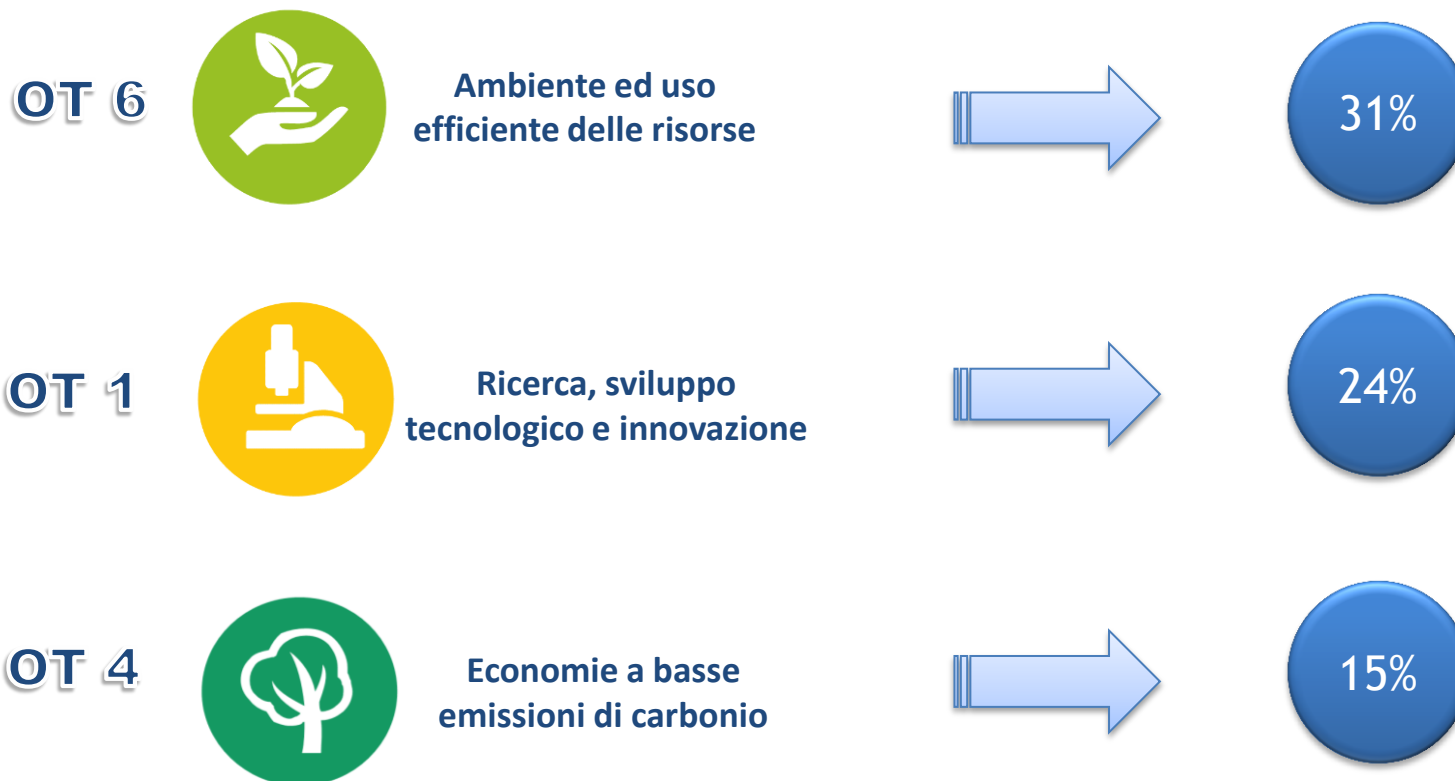 OT 6
Ambiente ed uso
efficiente delle risorse
31%
OT 1
Ricerca, sviluppo
tecnologico e innovazione
24%
OT 4
Economie a basse
emissioni di carbonio
15%